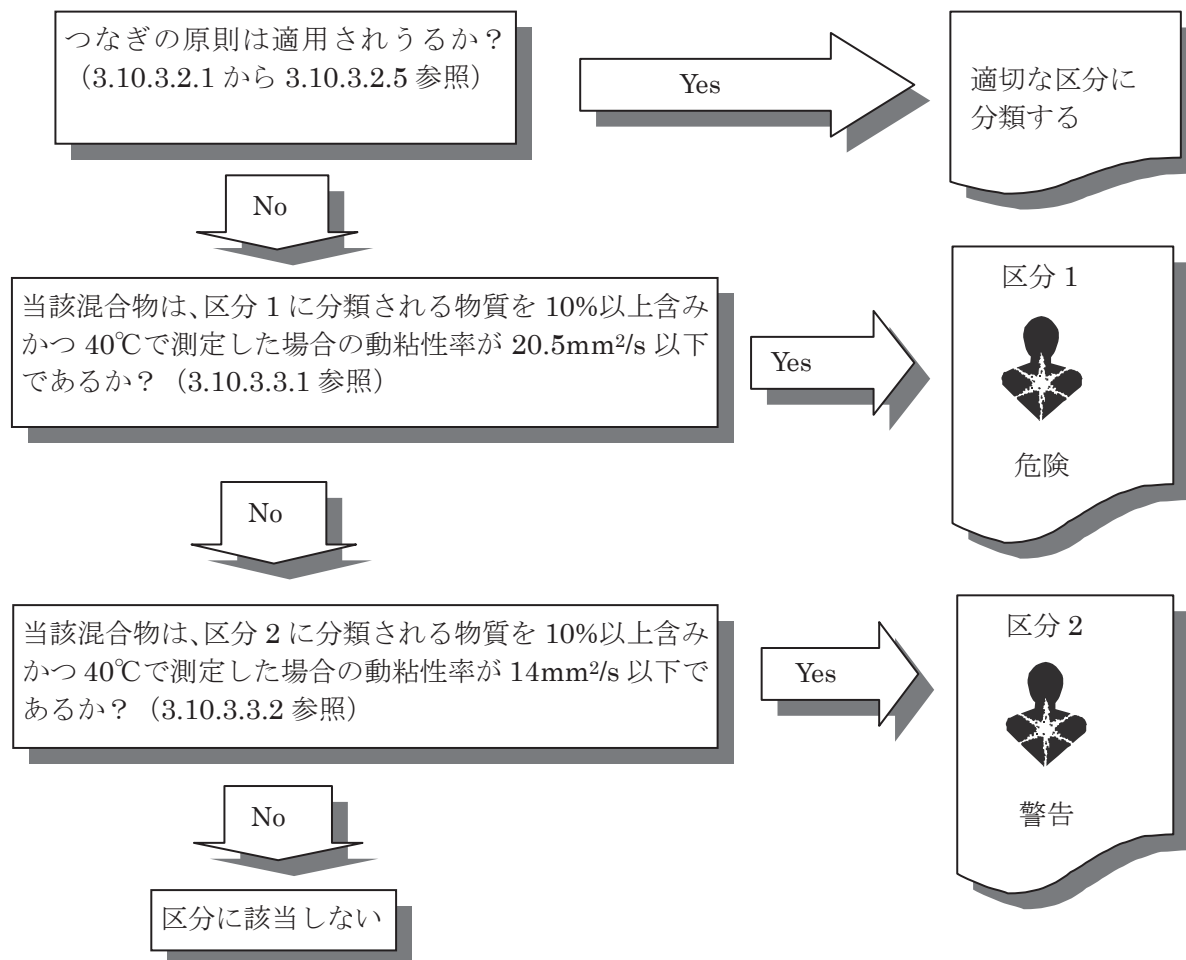 つなぎの原則は適用されうるか？
（3.10.3.2.1 から 3.10.3.2.5 参照）
Yes
適切な区分に
分類する
No
当該混合物は、区分 1 に分類される物質を 10%以上含み
かつ 40℃で測定した場合の動粘性率が 20.5mm²/s 以下
であるか？（3.10.3.3.1 参照）
Yes
区分 1
危険
No
当該混合物は、区分 2 に分類される物質を 10%以上含み
かつ 40℃で測定した場合の動粘性率が 14mm²/s 以下で
あるか？（3.10.3.3.2 参照）
Yes
区分 2
警告
No
区分に該当しない